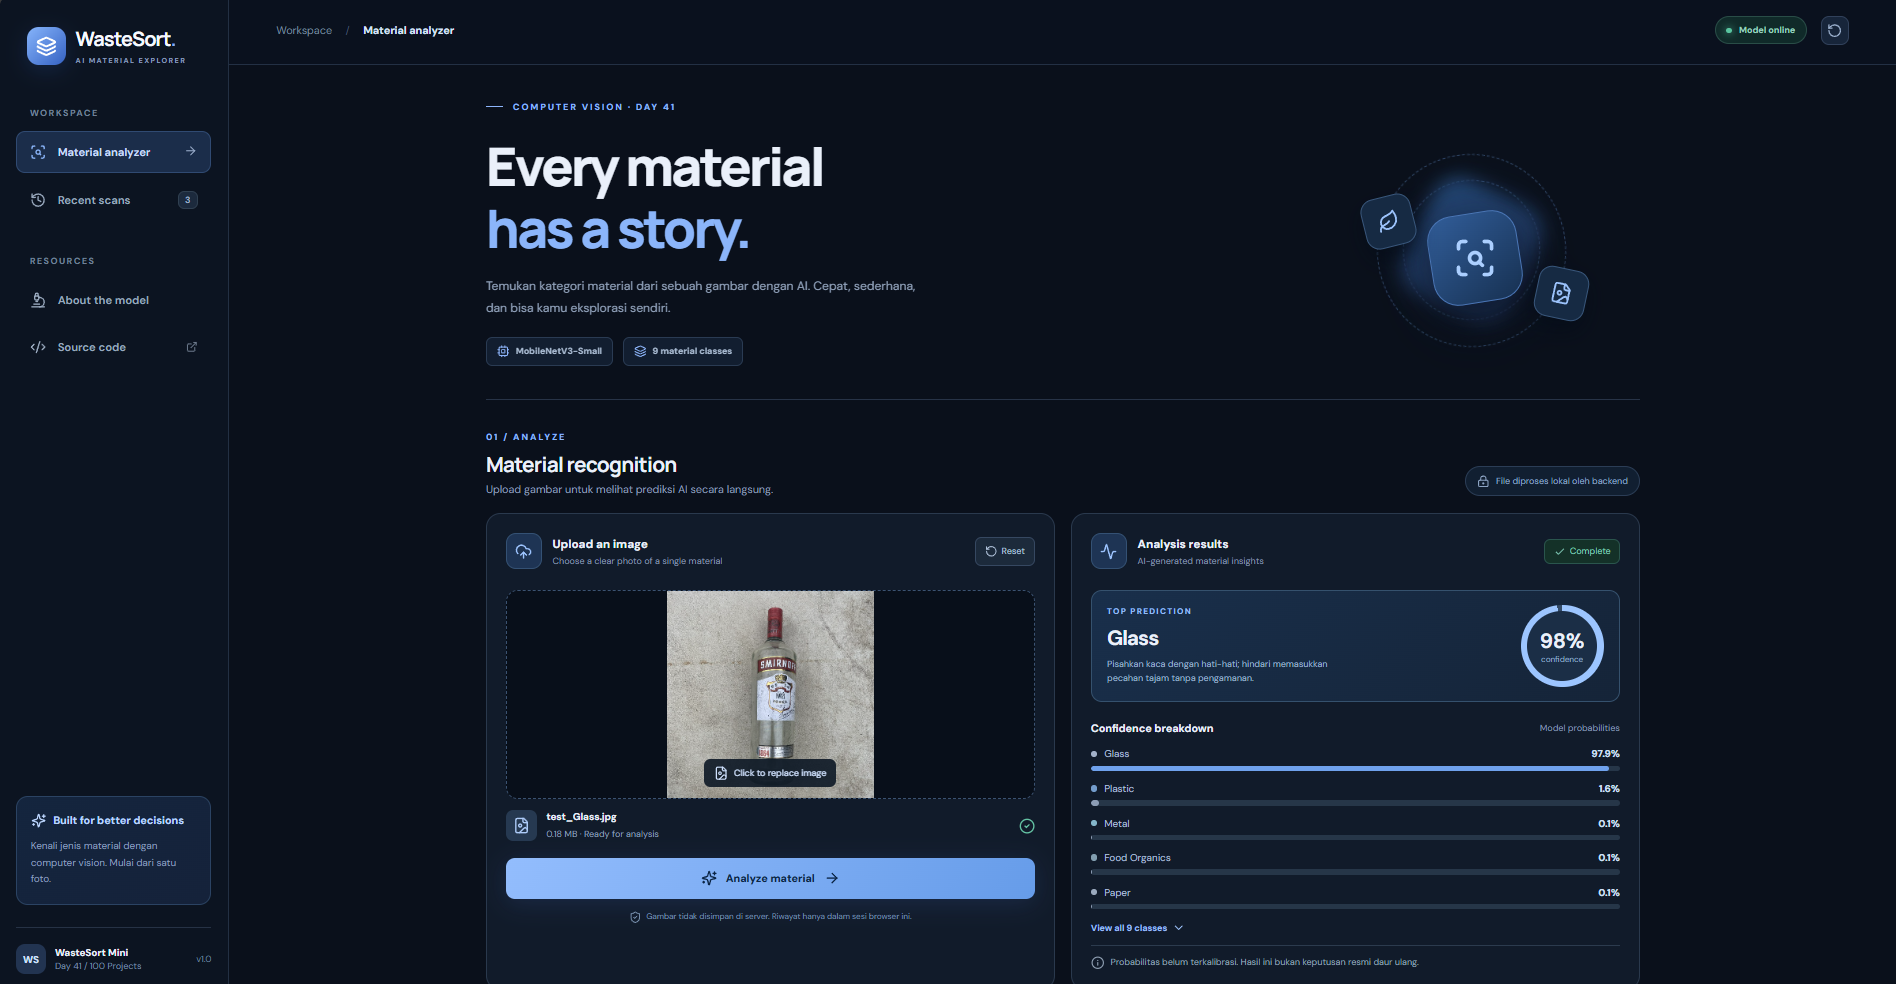 WasteSort.
AI MATERIAL EXPLORER
WORKSPACE
Material analyzer
Recent scans
3
RESOURCES
About the model
Source code
Built for better decisions
Kenali jenis material dengan
computer vision. Mulai dari satu
foto.
WS
WasteSort Mini
Day 41 / 100 Projects
v1.0
Workspace / Material analyzer
Model online
COMPUTER VISION · DAY 41
Every material
has a story.
Temukan kategori material dari sebuah gambar dengan AI. Cepat, sederhana,
dan bisa kamu eksplorasi sendiri.
MobileNetV3-Small
9 material classes
01 / ANALYZE
Material recognition
Upload gambar untuk melihat prediksi AI secara langsung.
File diproses lokal oleh backend
Upload an image
Choose a clear photo of a single material
Reset
SMIRNOFF
Click to replace image
test_Glass.jpg
0.18 MB · Ready for analysis
Analyze material
Gambar tidak disimpan di server. Riwayat hanya dalam sesi browser ini.
Analysis results
AI-generated material insights
Complete
TOP PREDICTION
Glass
Pisahkan kaca dengan hati-hati; hindari memasukkan
pecahan tajam tanpa pengamanan.
98%
confidence
Confidence breakdown
Model probabilities
Glass 97.9%
Plastic 1.6%
Metal 0.1%
Food Organics 0.1%
Paper 0.1%
View all 9 classes
Probabilitas belum terkalibrasi. Hasil ini bukan keputusan resmi daur ulang.